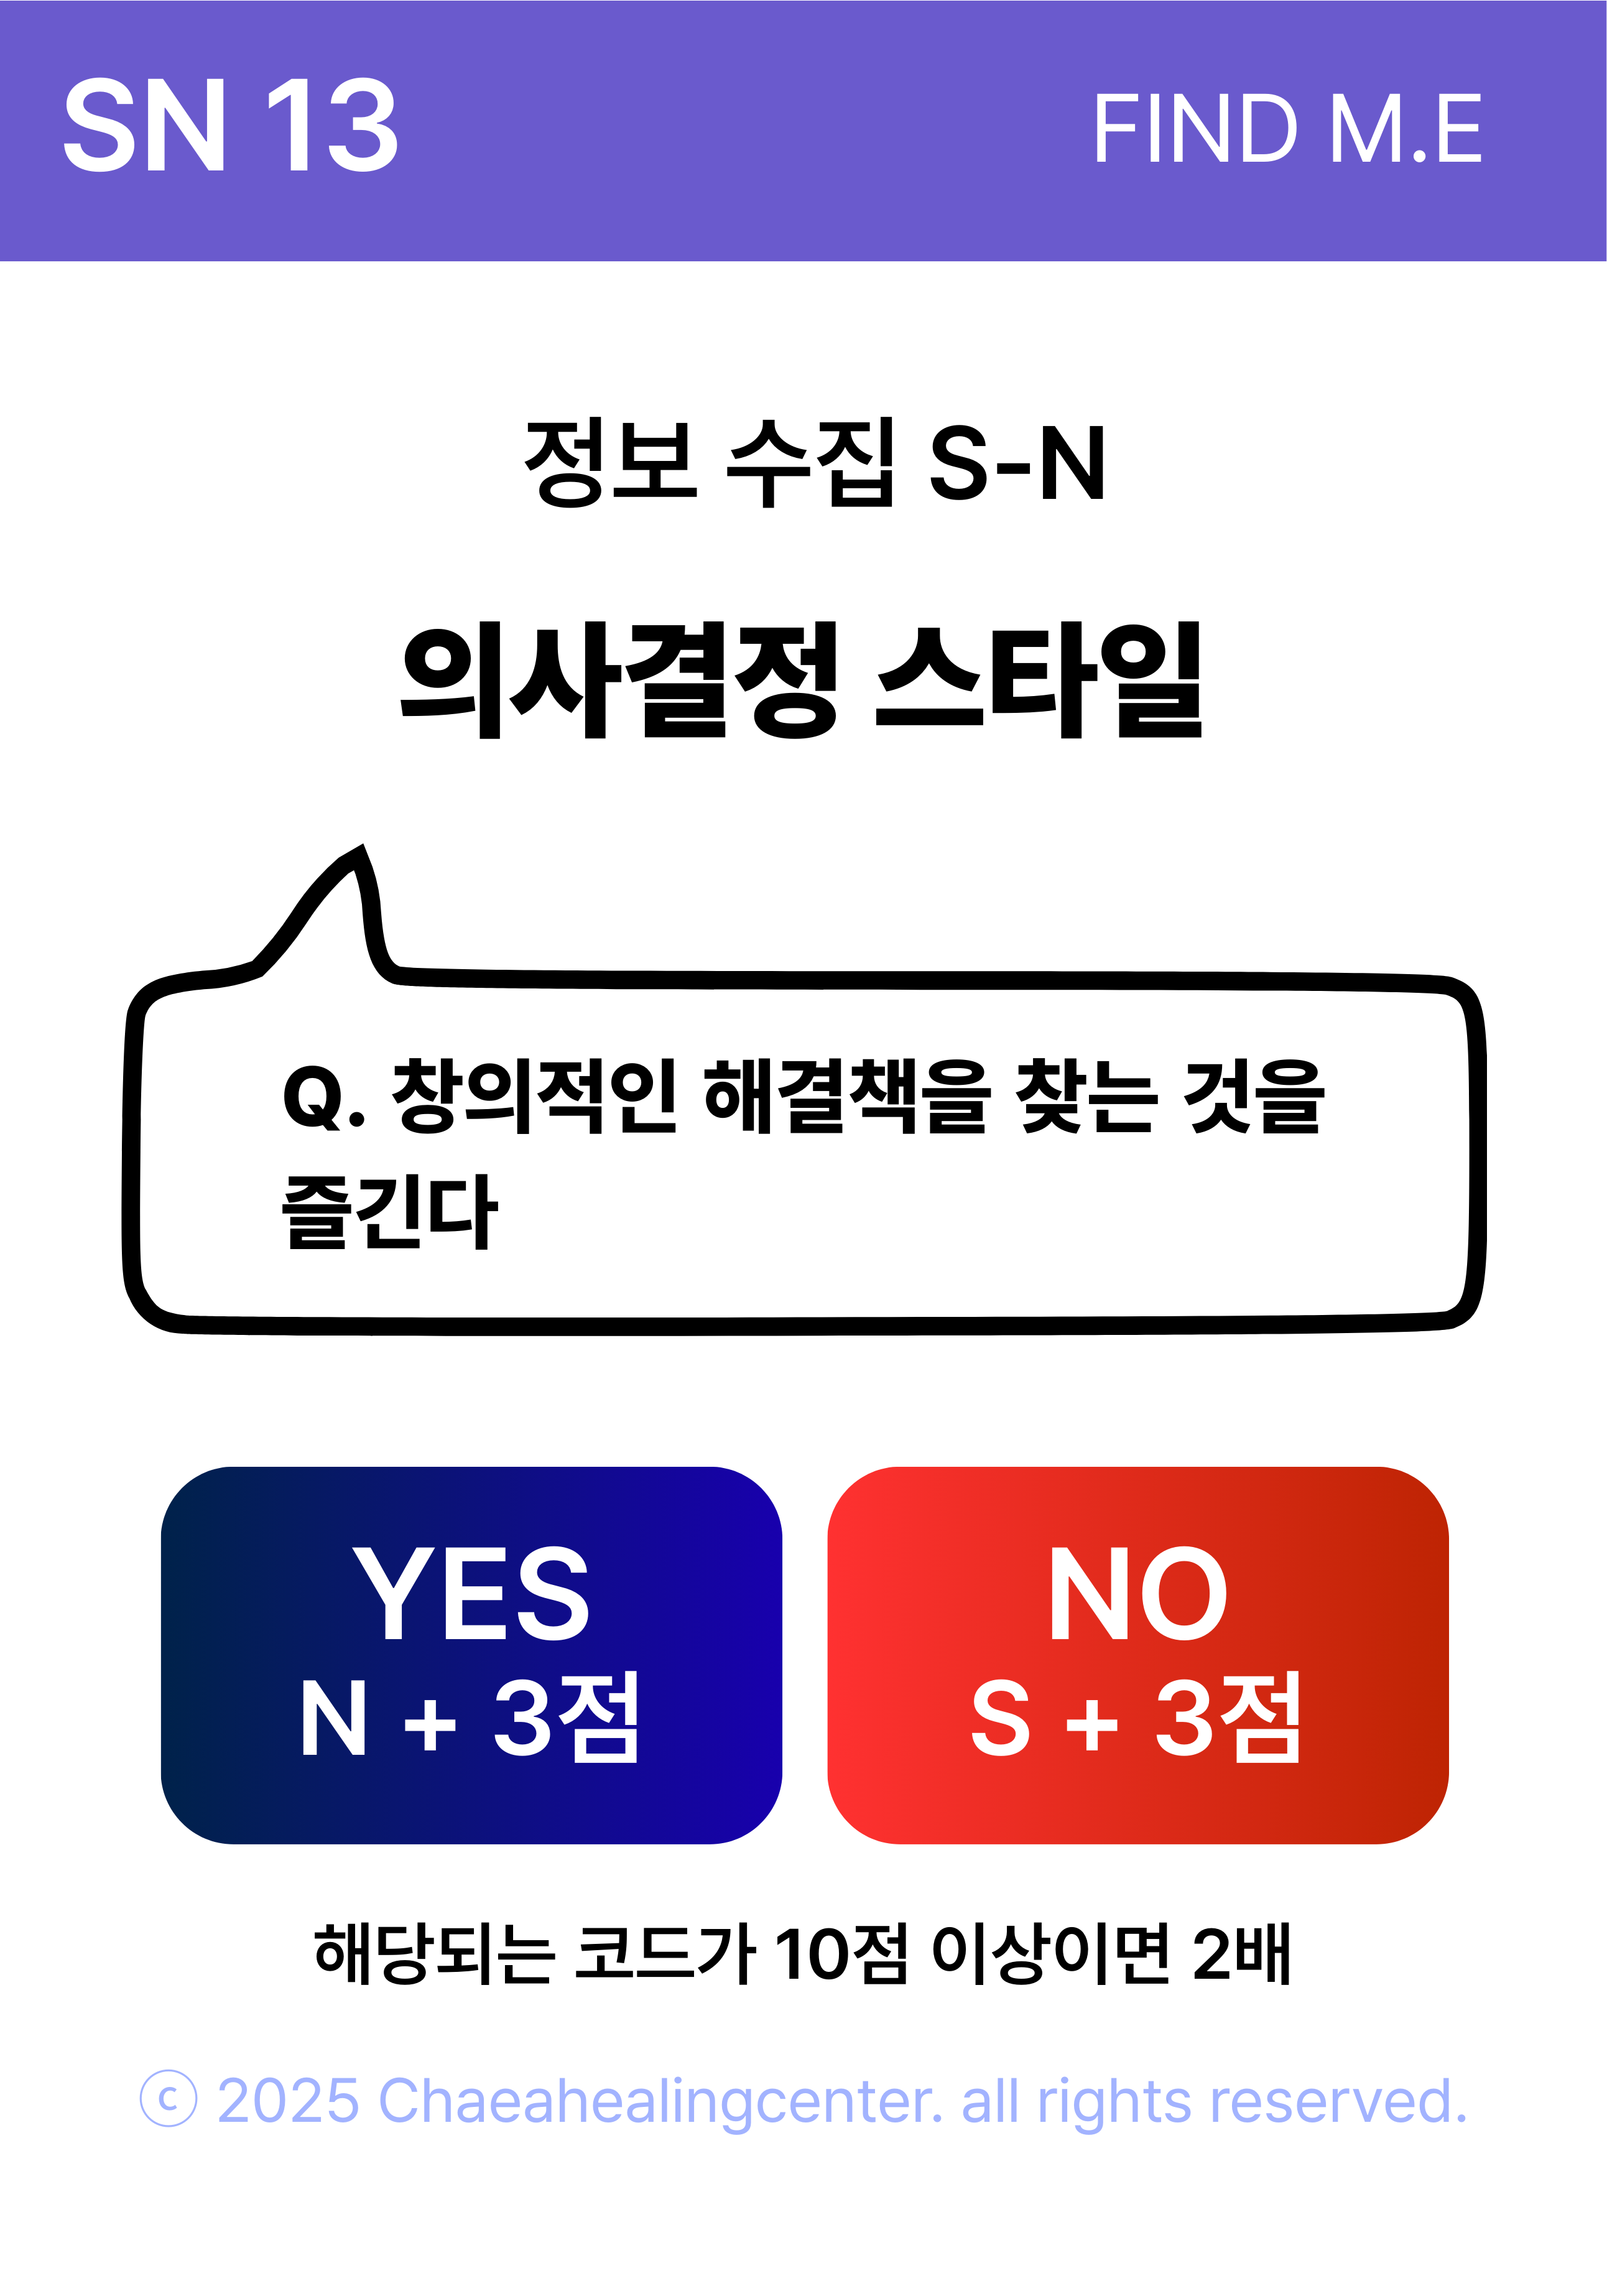 SN 13
FIND M.E
정보 수집 S-N
의사결정 스타일
Q. 창의적인 해결책을 찾는 것을
즐긴다
YES
N + 3점
NO
S + 3점
해당되는 코드가 10점 이상이면 2배
ⓒ 2025 Chaeahealingcenter. all rights reserved.